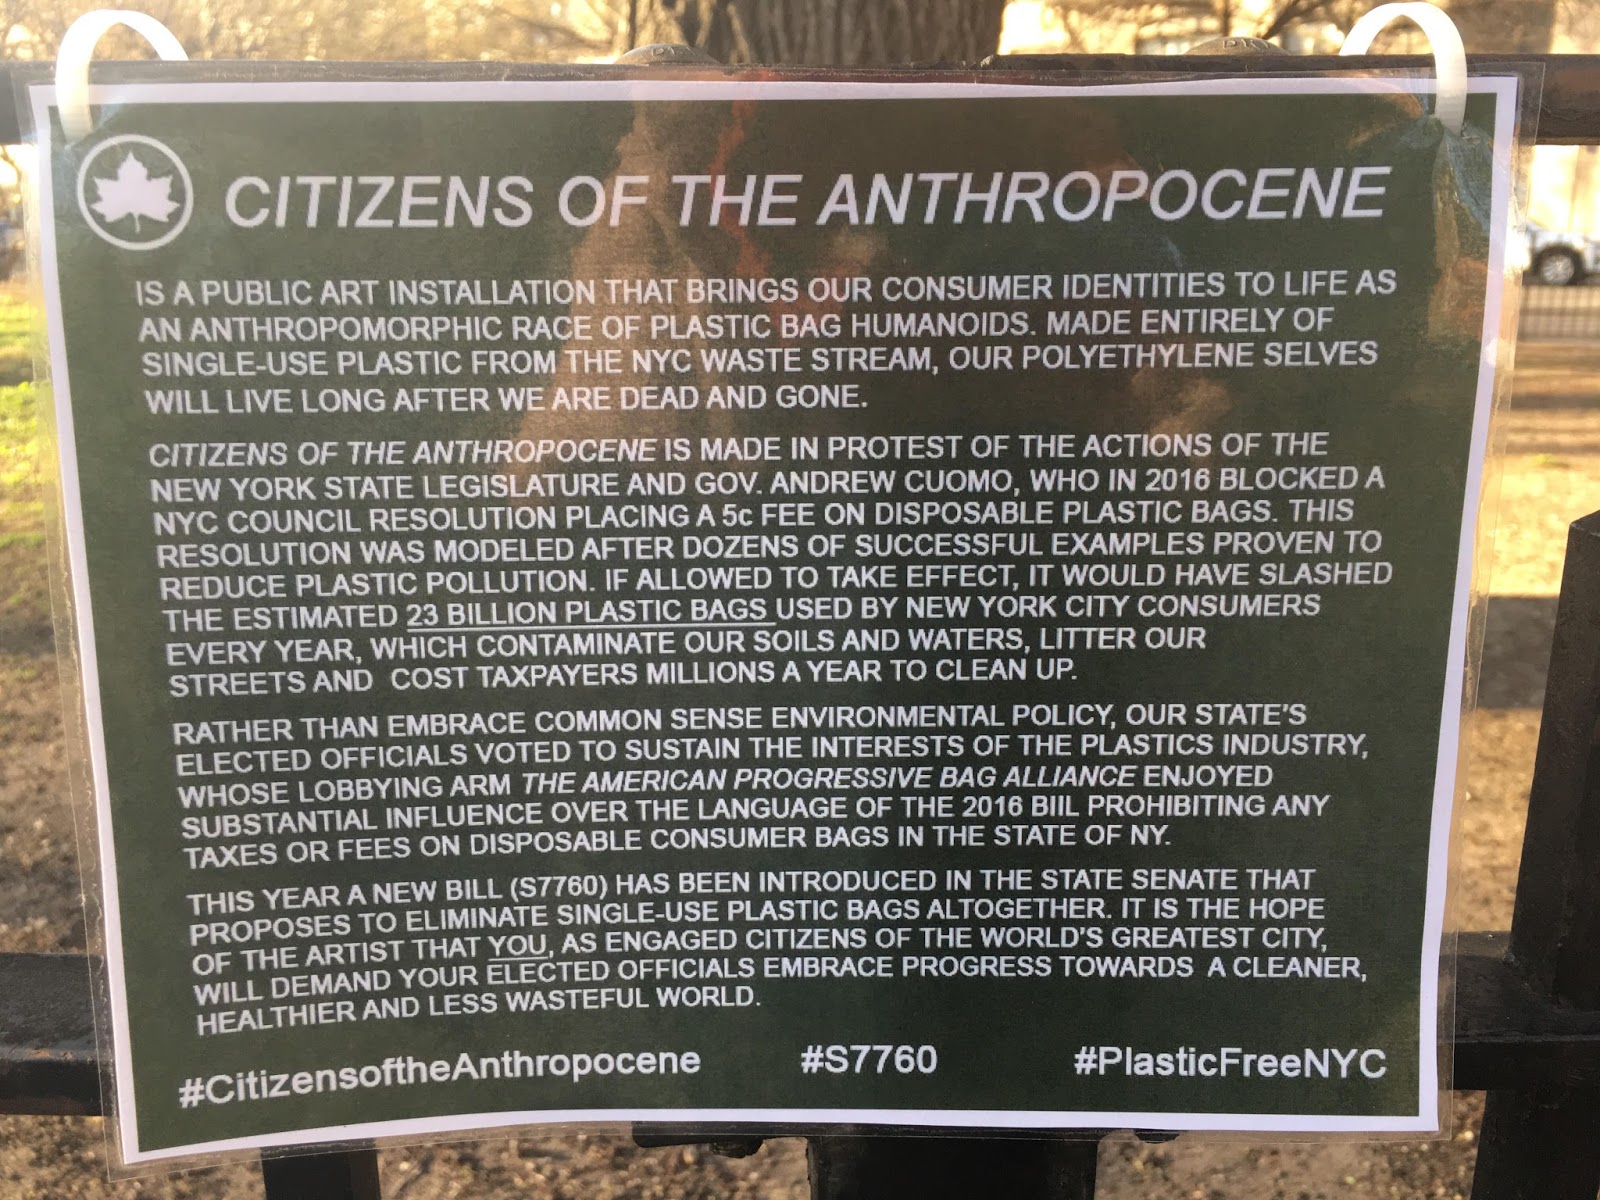 CITIZENS OF THE ANTHROPOCENE
IS A PUBLIC ART INSTALLATION THAT BRINGS OUR CONSUMER IDENTITIES TO LIFE AS
AN ANTHROPOMORPHIC RACE OF PLASTIC BAG HUMANOIDS. MADE ENTIRELY OF
SINGLE-USE PLASTIC FROM THE NYC WASTE STREAM, OUR POLYETHYLENE SELVES
WILL LIVE LONG AFTER WE ARE DEAD AND GONE.
CITIZENS OF THE ANTHROPOCENE IS MADE IN PROTEST OF THE ACTIONS OF THE
NEW YORK STATE LEGISLATURE AND GOV. ANDREW CUOMO, WHO IN 2016 BLOCKED A
NYC COUNCIL RESOLUTION PLACING A 5c FEE ON DISPOSABLE PLASTIC BAGS. THIS
RESOLUTION WAS MODELED AFTER DOZENS OF SUCCESSFUL EXAMPLES PROVEN TO
REDUCE PLASTIC POLLUTION. IF ALLOWED TO TAKE EFFECT, IT WOULD HAVE SLASHED
THE ESTIMATED 23 BILLION PLASTIC BAGS USED BY NEW YORK CITY CONSUMERS
EVERY YEAR, WHICH CONTAMINATE OUR SOILS AND WATERS, LITTER OUR
STREETS AND COST TAXPAYERS MILLIONS A YEAR TO CLEAN UP.
RATHER THAN EMBRACE COMMON SENSE ENVIRONMENTAL POLICY, OUR STATE'S
ELECTED OFFICIALS VOTED TO SUSTAIN THE INTERESTS OF THE PLASTICS INDUSTRY,
WHOSE LOBBYING ARM THE AMERICAN PROGRESSIVE BAG ALLIANCE ENJOYED
SUBSTANTIAL INFLUENCE OVER THE LANGUAGE OF THE 2016 BIIL PROHIBITING ANY
TAXES OR FEES ON DISPOSABLE CONSUMER BAGS IN THE STATE OF NY.
THIS YEAR A NEW BILL (S7760) HAS BEEN INTRODUCED IN THE STATE SENATE THAT
PROPOSES TO ELIMINATE SINGLE-USE PLASTIC BAGS ALTOGETHER. IT IS THE HOPE
OF THE ARTIST THAT YOU, AS ENGAGED CITIZENS OF THE WORLD'S GREATEST CITY,
WILL DEMAND YOUR ELECTED OFFICIALS EMBRACE PROGRESS TOWARDS A CLEANER,
HEALTHIER AND LESS WASTEFUL WORLD.
#CitizensoftheAnthropocene #S7760 #PlasticFreeNYC